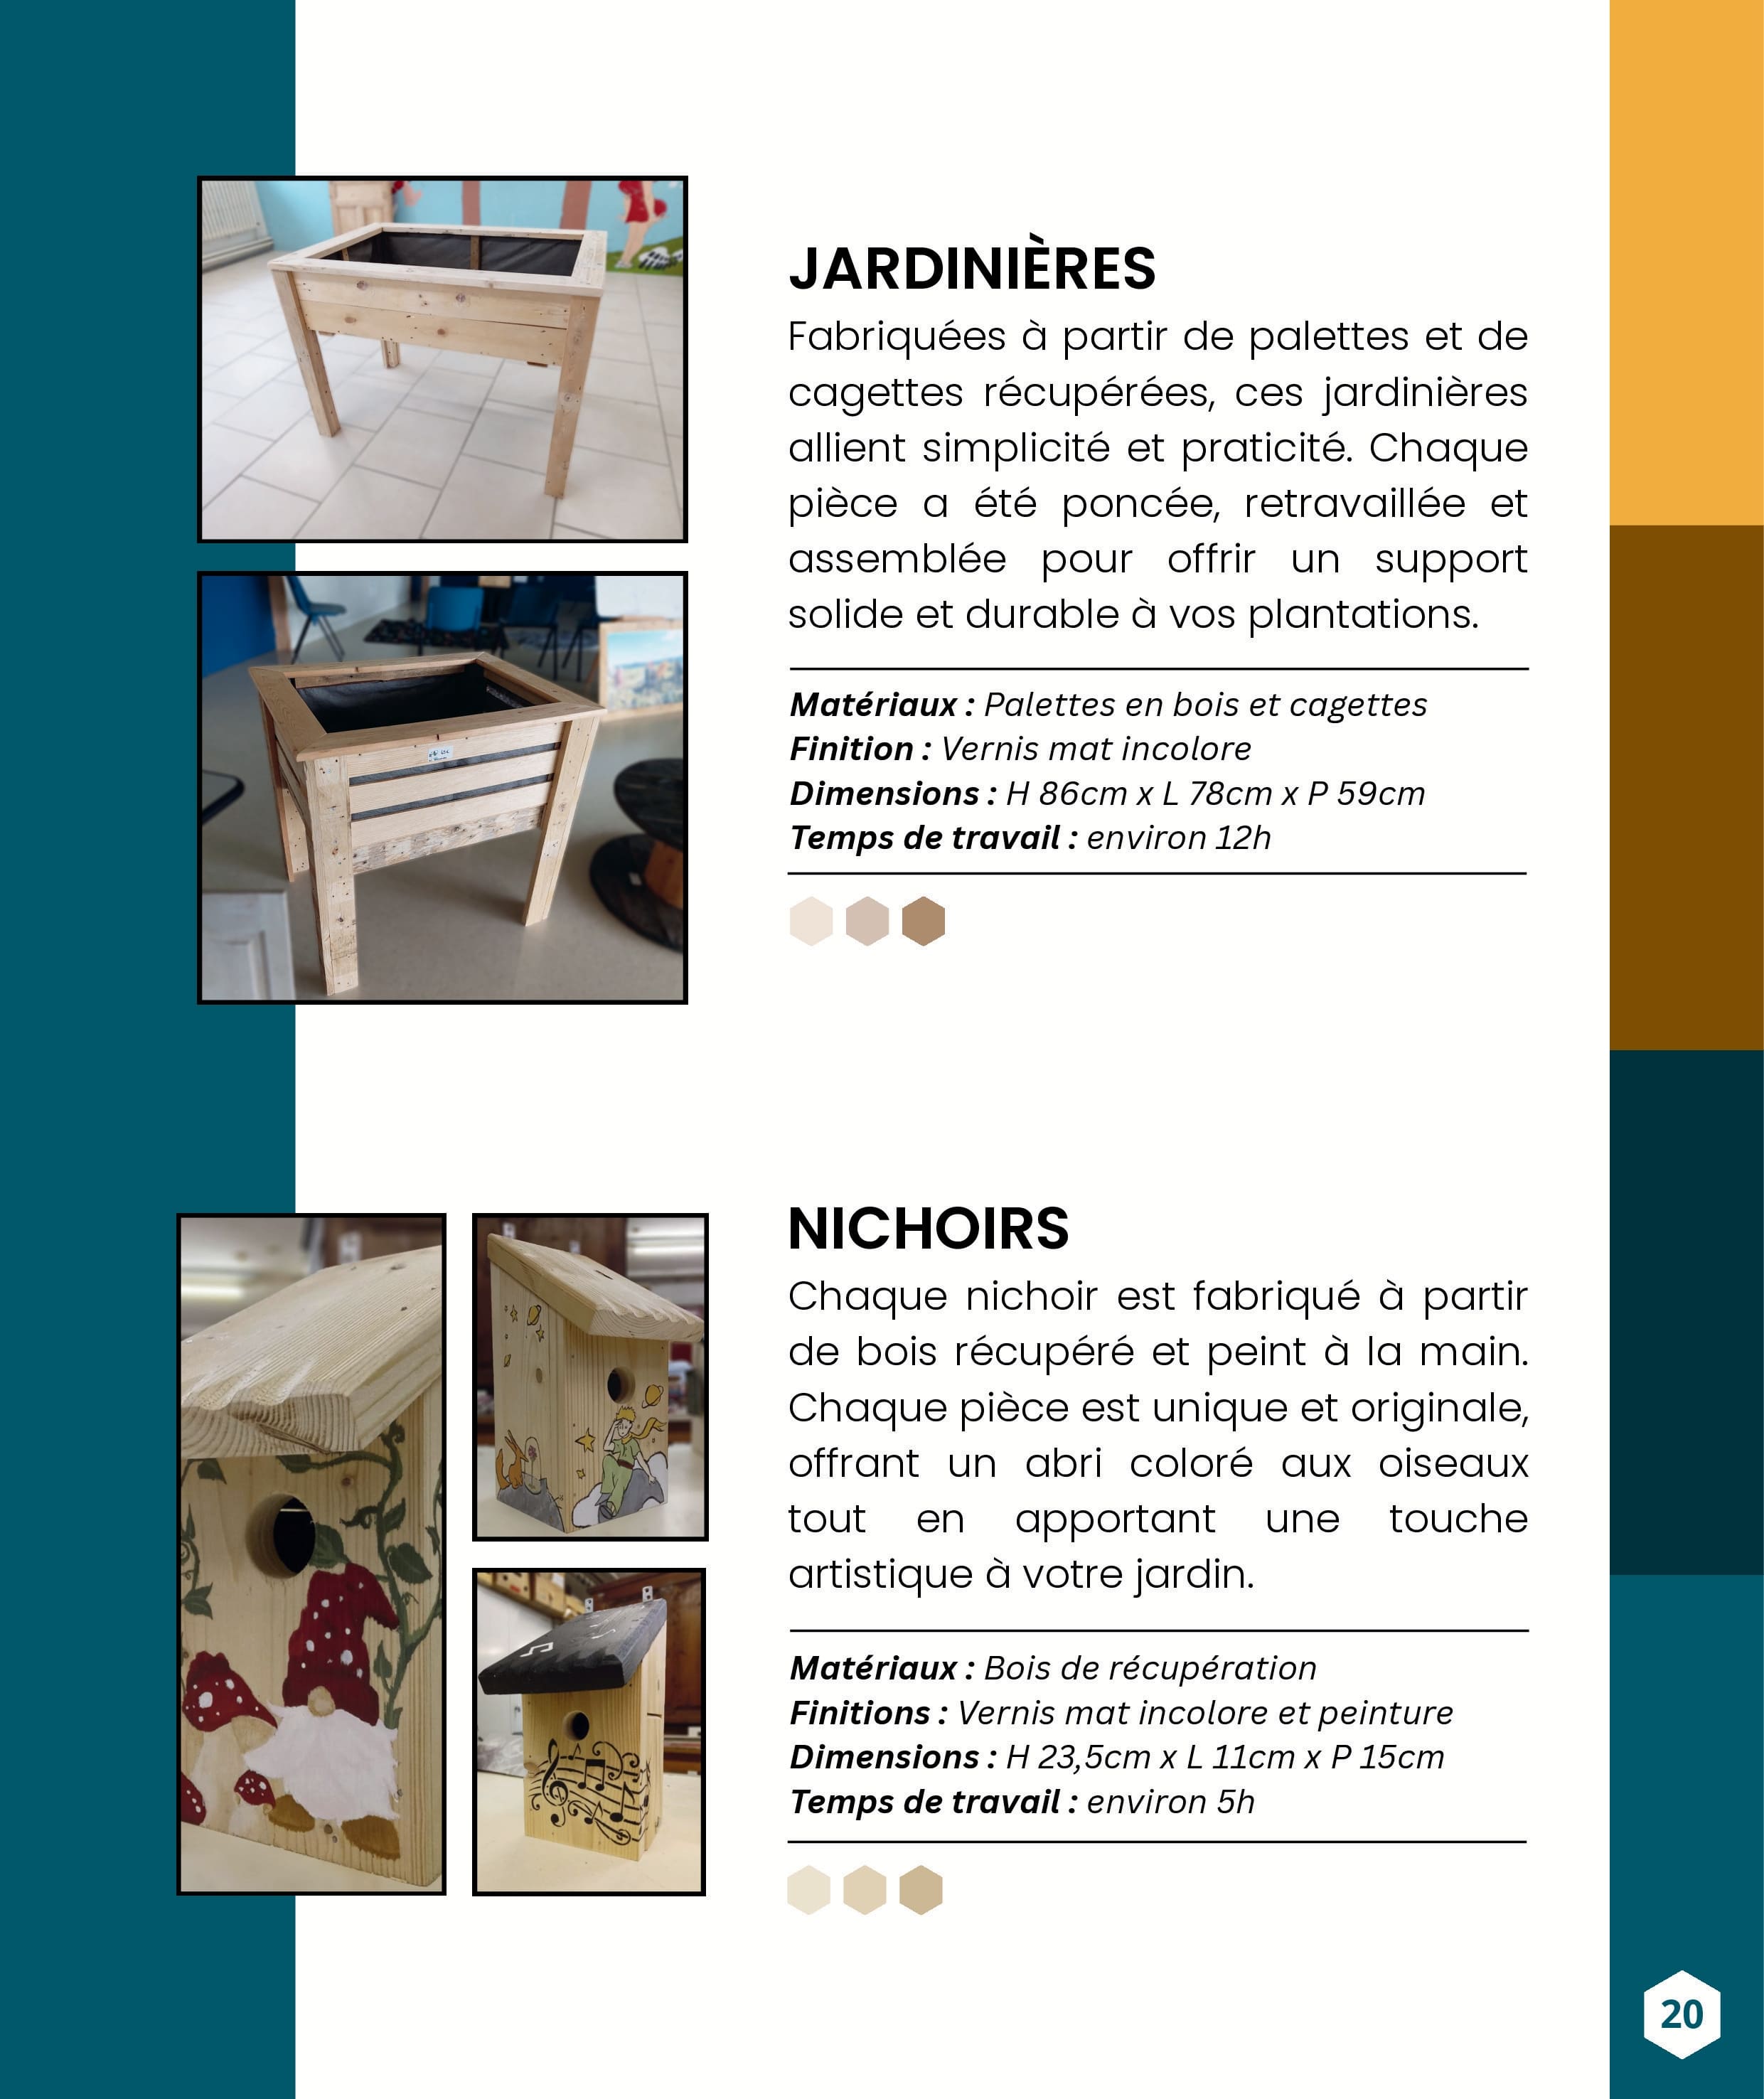 JARDINIÈRES
Fabriquées à partir de palettes et de
cagettes récupérées, ces jardinières
allient simplicité et praticité. Chaque
pièce a été poncée, retravaillée et
assemblée pour offrir un support
solide et durable à vos plantations.
Matériaux : Palettes en bois et cagettes
Finition : Vernis mat incolore
Dimensions : H 86cm x L 78cm x P 59cm
Temps de travail : environ 12h
NICHOIRS
Chaque nichoir est fabriqué à partir
de bois récupéré et peint à la main.
Chaque pièce est unique et originale,
offrant un abri coloré aux oiseaux
tout en apportant une touche
artistique à votre jardin.
Matériaux : Bois de récupération
Finitions : Vernis mat incolore et peinture
Dimensions : H 23,5cm x L 11cm x P 15cm
Temps de travail : environ 5h
20